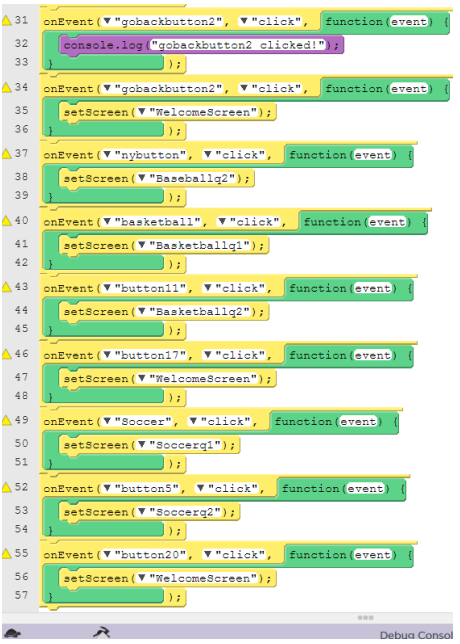 31 onEvent(▼"gobackbutton2", ▼"click", function(event) {
32 console.log("gobackbutton2 clicked!");
33 } );
34 onEvent(▼"gobackbutton2", ▼"click", function(event) {
35 setScreen(▼"WelcomeScreen");
36 } );
37 onEvent(▼"nybutton", ▼"click", function(event) {
38 setScreen(▼"Baseballq2");
39 } );
40 onEvent(▼"basketball", ▼"click", function(event) {
41 setScreen(▼"Basketballq1");
42 } );
43 onEvent(▼"button11", ▼"click", function(event) {
44 setScreen(▼"Basketballq2");
45 } );
46 onEvent(▼"button17", ▼"click", function(event) {
47 setScreen(▼"WelcomeScreen");
48 } );
49 onEvent(▼"Soccer", ▼"click", function(event) {
50 setScreen(▼"Soccerq1");
51 } );
52 onEvent(▼"button5", ▼"click", function(event) {
53 setScreen(▼"Soccerq2");
54 } );
55 onEvent(▼"button20", ▼"click", function(event) {
56 setScreen(▼"WelcomeScreen");
57 } );
Debug Consol